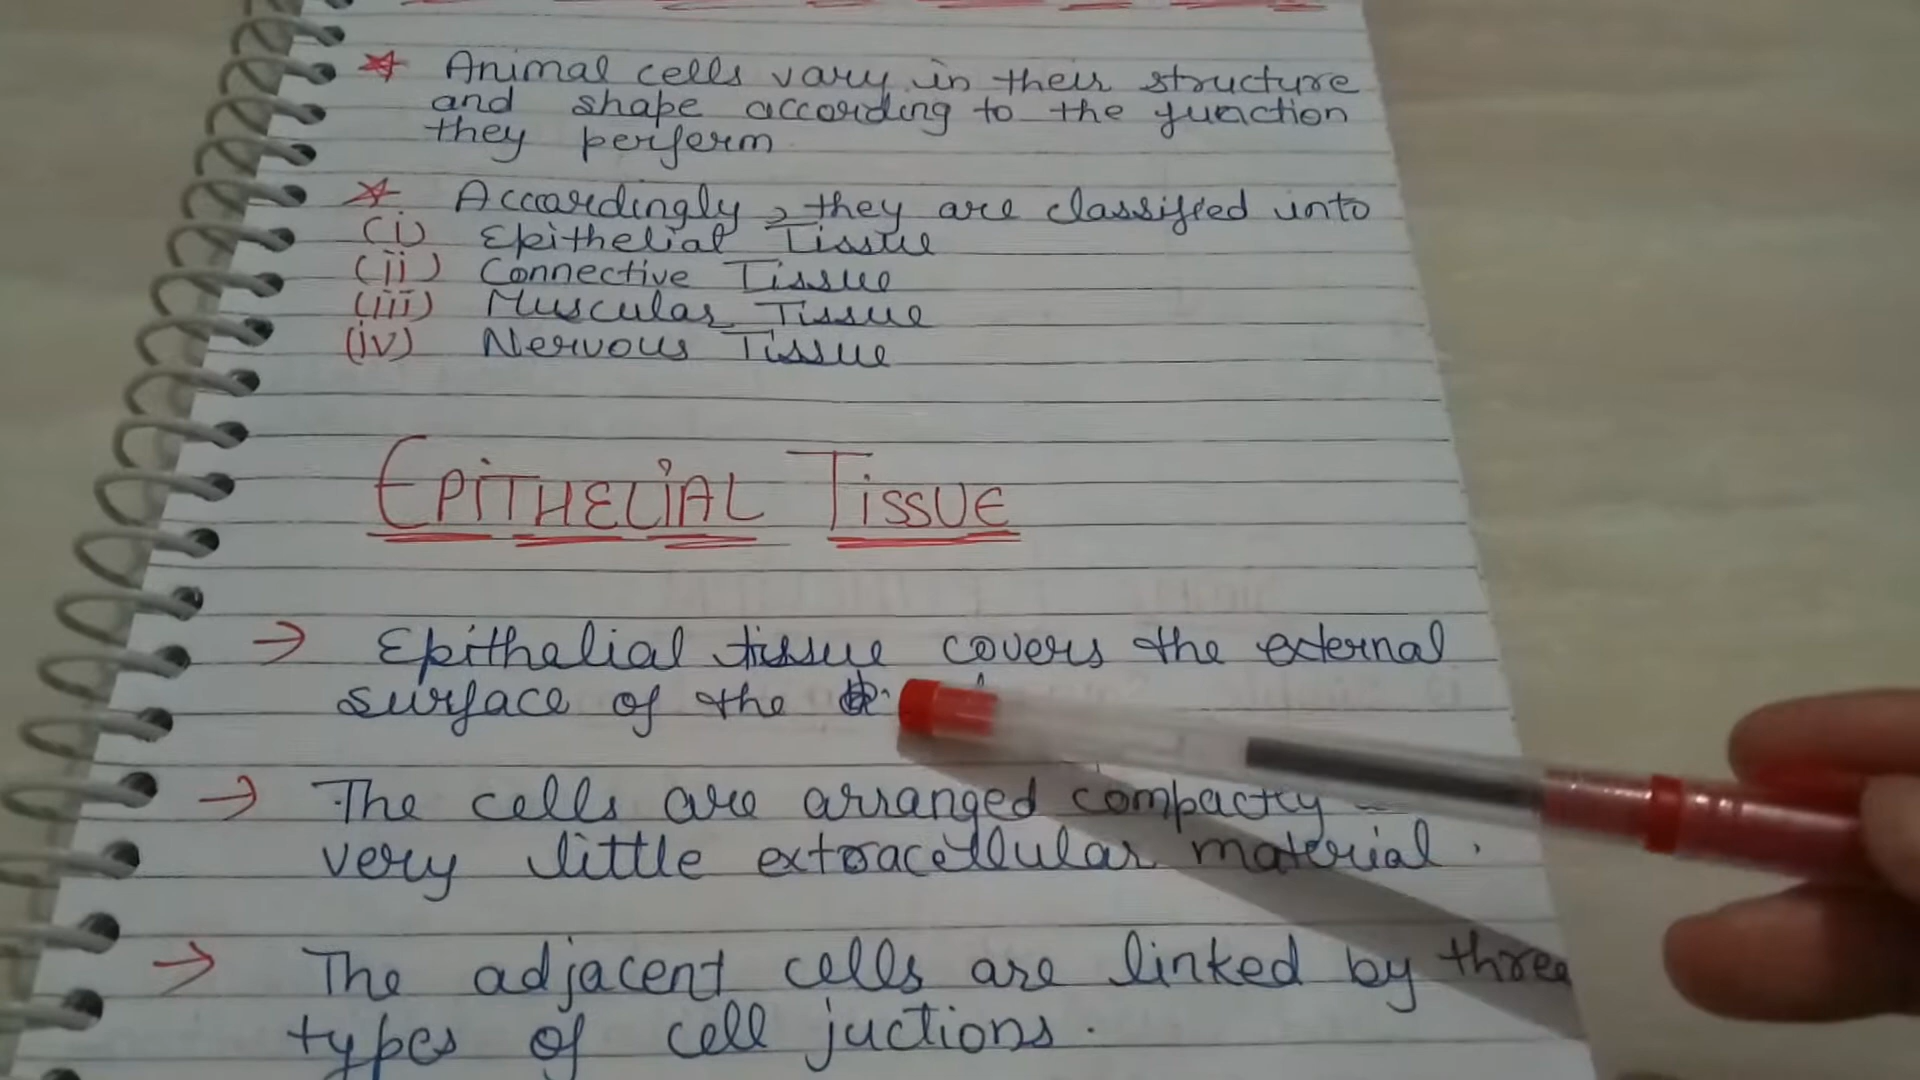 Animal cells vary in their structure
and shape according to the function
they perferm
Accoardingly, they are classified into
(i) Epithelial Tissue
(ii) Connective Tissue
(iii) Muscular Tissue
(iv) Nervous Tissue
EPITHELIAL TISSUE
→ Epithelial tissue covers the external
surface of the
→ The cells are arranged compactly -
very little extracellular material.
→ The adjacent cells are linked by three
types of cell juctions.